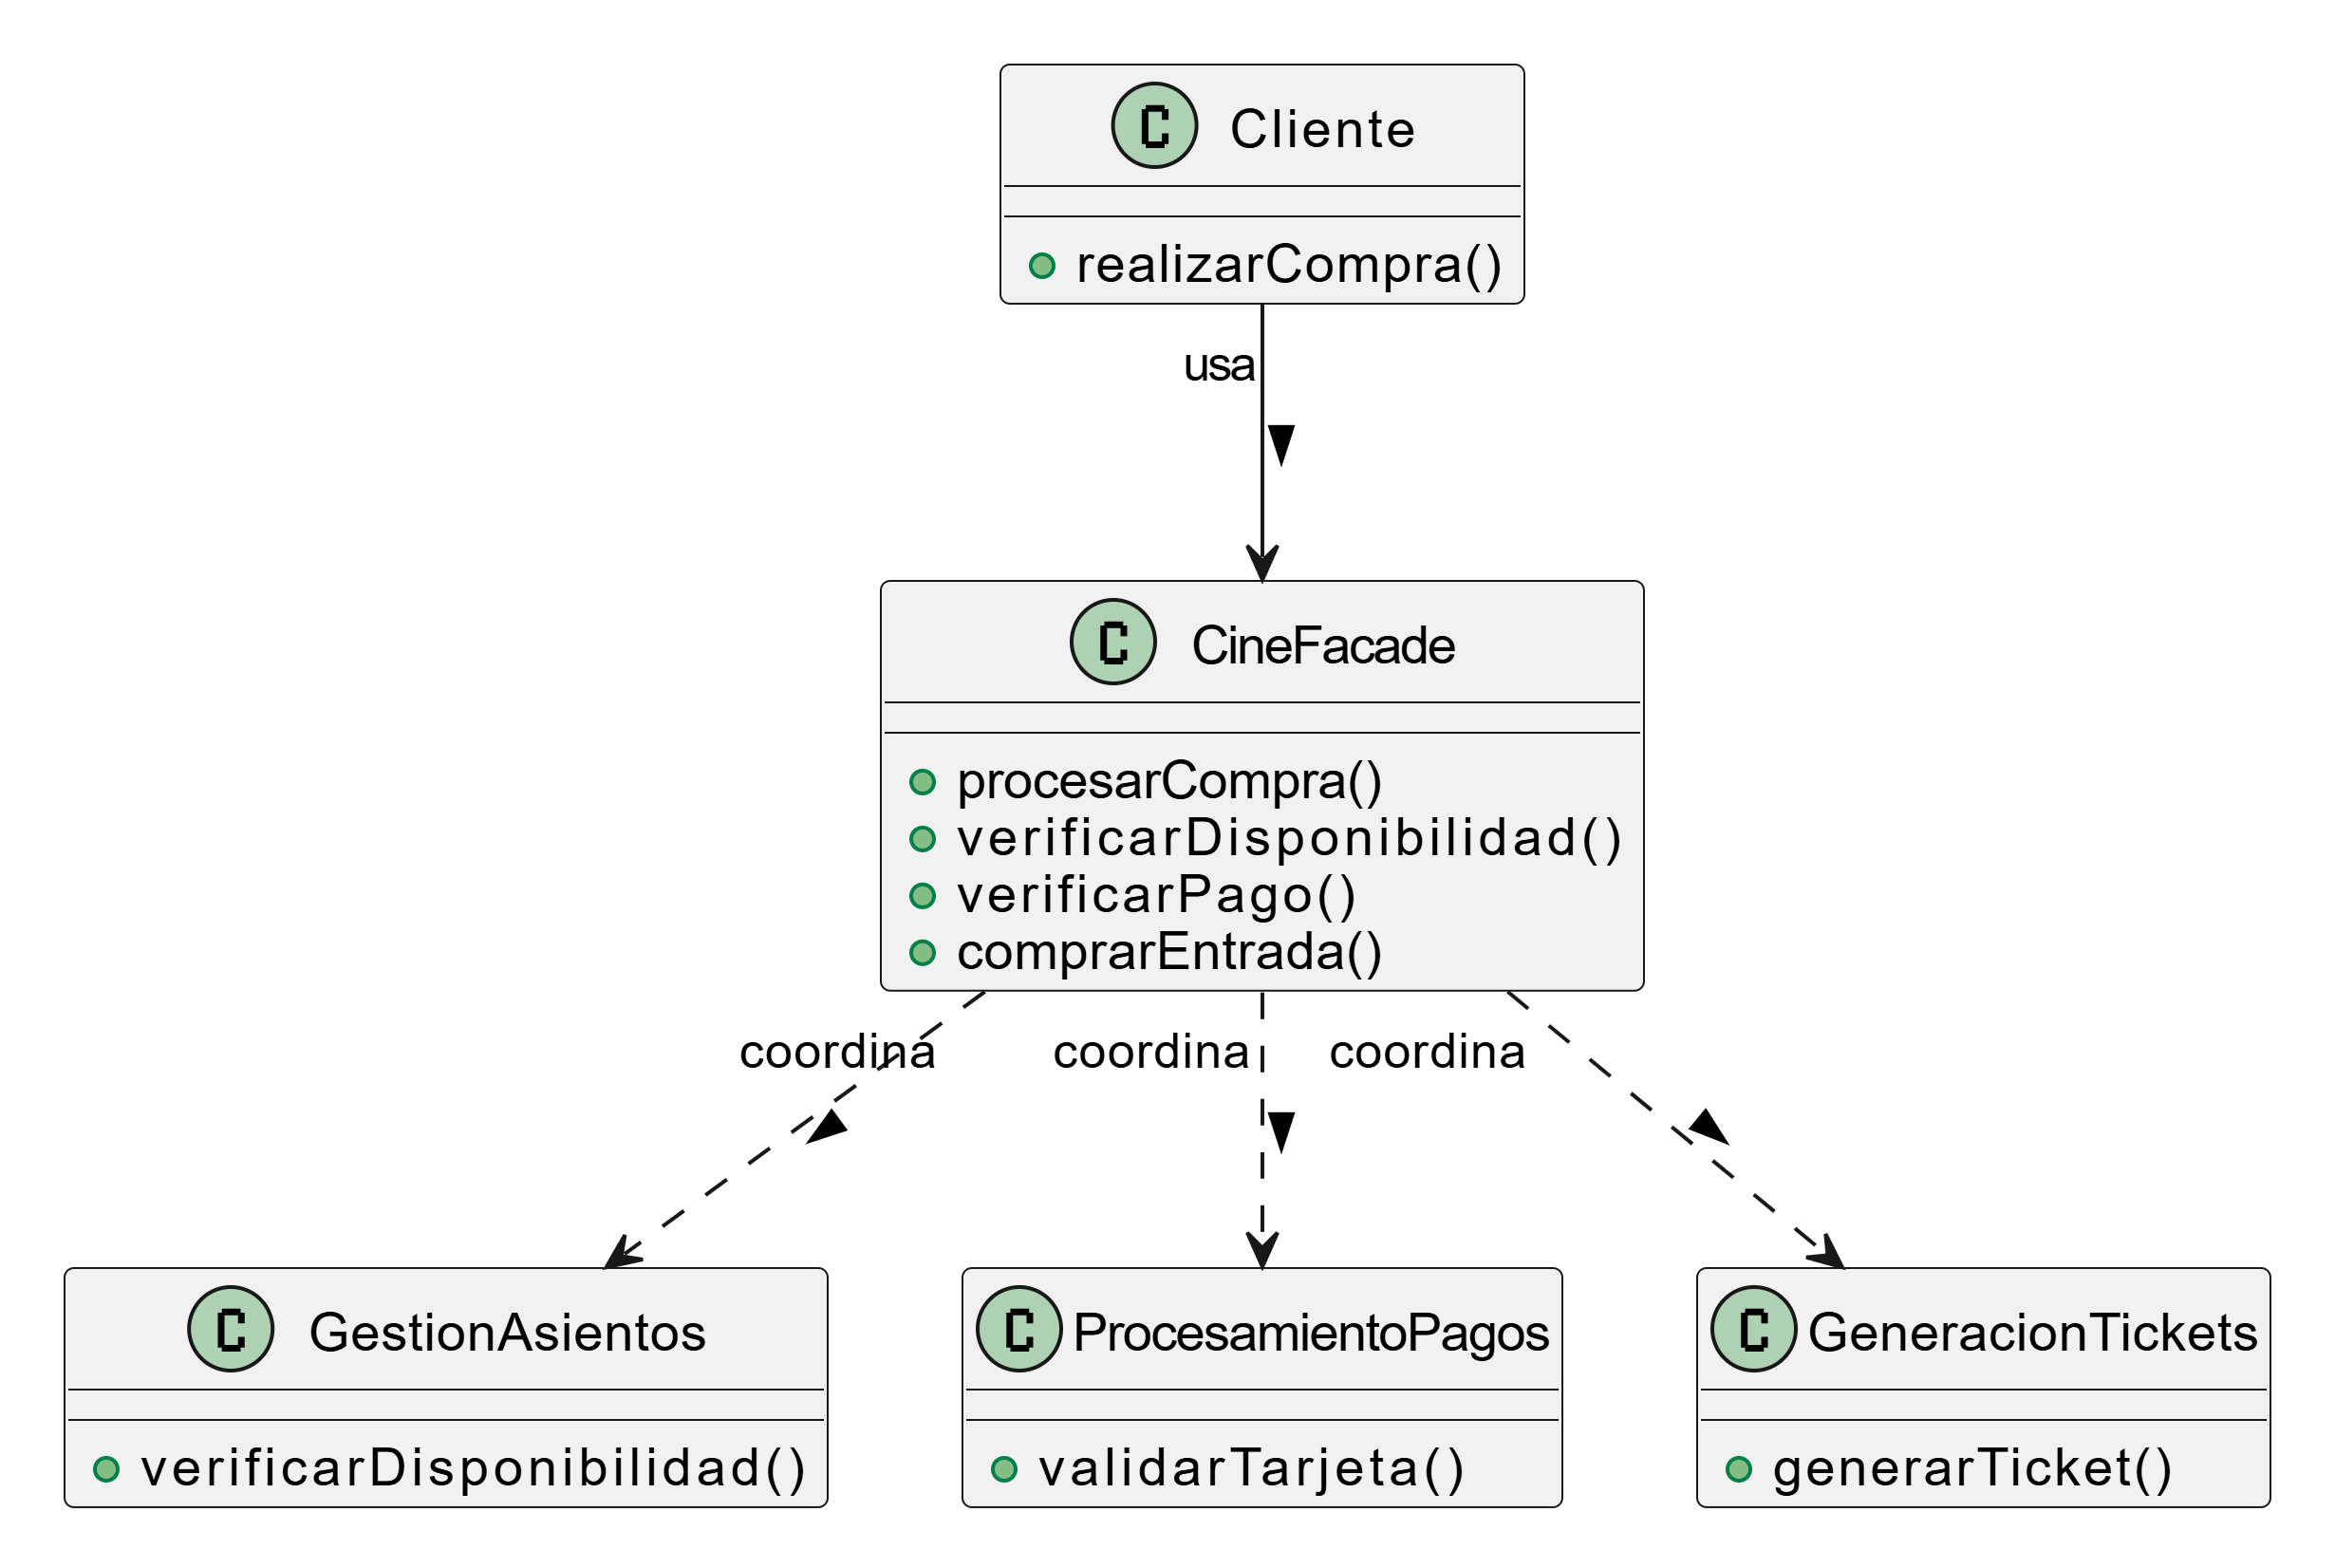 C Cliente
realizarCompra()
usa
C CineFacade
procesarCompra()
verificarDisponibilidad()
verificarPago()
comprarEntrada()
coordina coordina coordina
C GestionAsientos
verificarDisponibilidad()
C ProcesamientoPagos
validarTarjeta()
C GeneracionTickets
generarTicket()